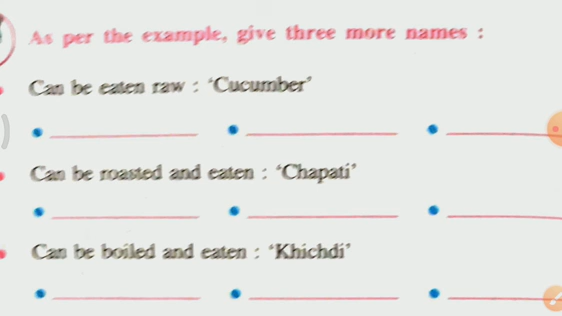 As per the example, give three more names :
Can be eaten raw : ‘Cucumber’
Can be roasted and eaten : ‘Chapati’
Can be boiled and eaten : ‘Khichdi’